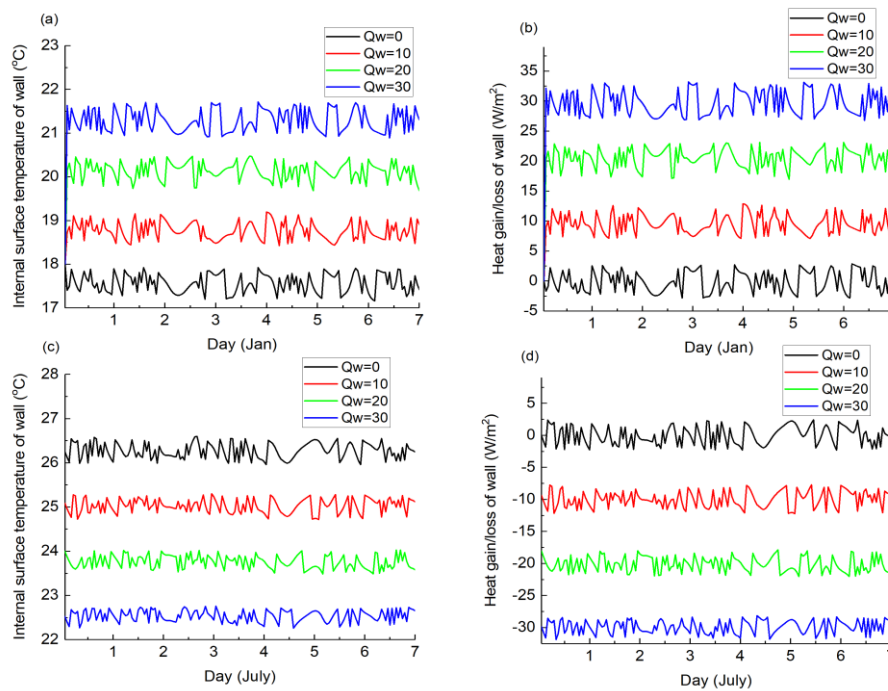 (a)
Qw=0
Qw=10
Qw=20
Qw=30
Internal surface temperature of wall (°C)
23
22
21
20
19
18
17
1 2 3 4 5 6 7
Day (Jan)
(b)
Qw=0
Qw=10
Qw=20
Qw=30
Heat gain/loss of wall (W/m²)
35
30
25
20
15
10
5
0
-5
1 2 3 4 5 6
Day (Jan)
(c)
Qw=0
Qw=10
Qw=20
Qw=30
Internal surface temperature of wall (°C)
28
27
26
25
24
23
22
1 2 3 4 5 6 7
Day (July)
(d)
Qw=0
Qw=10
Qw=20
Qw=30
Heat gain/loss of wall (W/m²)
5
0
-5
-10
-15
-20
-25
-30
1 2 3 4 5 6
Day (July)